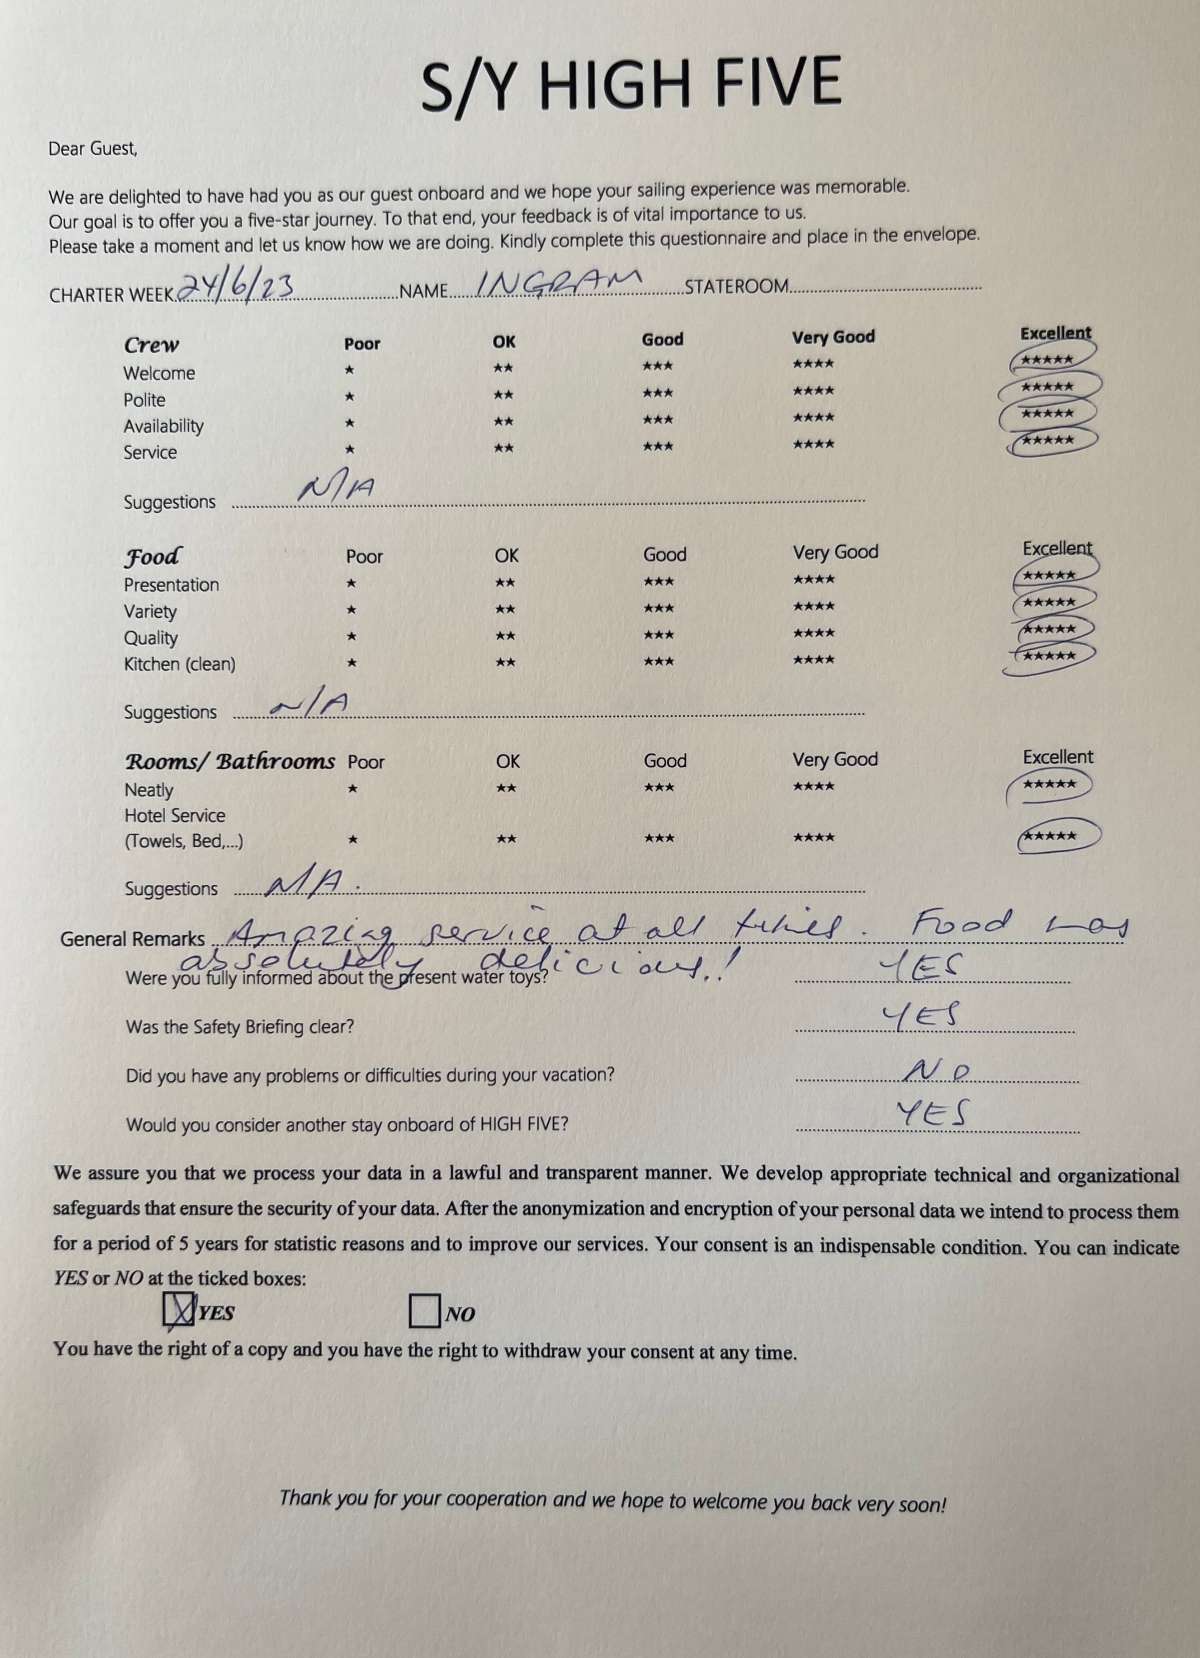 S/Y HIGH FIVE
Dear Guest,
We are delighted to have had you as our guest onboard and we hope your sailing experience was memorable.
Our goal is to offer you a five-star journey. To that end, your feedback is of vital importance to us.
Please take a moment and let us know how we are doing. Kindly complete this questionnaire and place in the envelope.
CHARTER WEEK 24/6/23 NAME INGRAM STATEROOM
Crew Poor OK Good Very Good Excellent
Welcome ★ ★★ ★★★ ★★★★ ★★★★★
Polite ★ ★★ ★★★ ★★★★ ★★★★★
Availability ★ ★★ ★★★ ★★★★ ★★★★★
Service ★ ★★ ★★★ ★★★★ ★★★★★
Suggestions N/A
Food Poor OK Good Very Good Excellent
Presentation ★ ★★ ★★★ ★★★★ ★★★★★
Variety ★ ★★ ★★★ ★★★★ ★★★★★
Quality ★ ★★ ★★★ ★★★★ ★★★★★
Kitchen (clean) ★ ★★ ★★★ ★★★★ ★★★★★
Suggestions N/A
Rooms/ Bathrooms Poor OK Good Very Good Excellent
Neatly ★ ★★ ★★★ ★★★★ ★★★★★
Hotel Service
(Towels, Bed,...) ★ ★★ ★★★ ★★★★ ★★★★★
Suggestions N/A.
General Remarks Amazing service at all times. Food was
absolutely delicious.!
Were you fully informed about the present water toys? YES
Was the Safety Briefing clear? YES
Did you have any problems or difficulties during your vacation? NO
Would you consider another stay onboard of HIGH FIVE? YES
We assure you that we process your data in a lawful and transparent manner. We develop appropriate technical and organizational
safeguards that ensure the security of your data. After the anonymization and encryption of your personal data we intend to process them
for a period of 5 years for statistic reasons and to improve our services. Your consent is an indispensable condition. You can indicate
YES or NO at the ticked boxes:
X YES NO
You have the right of a copy and you have the right to withdraw your consent at any time.
Thank you for your cooperation and we hope to welcome you back very soon!